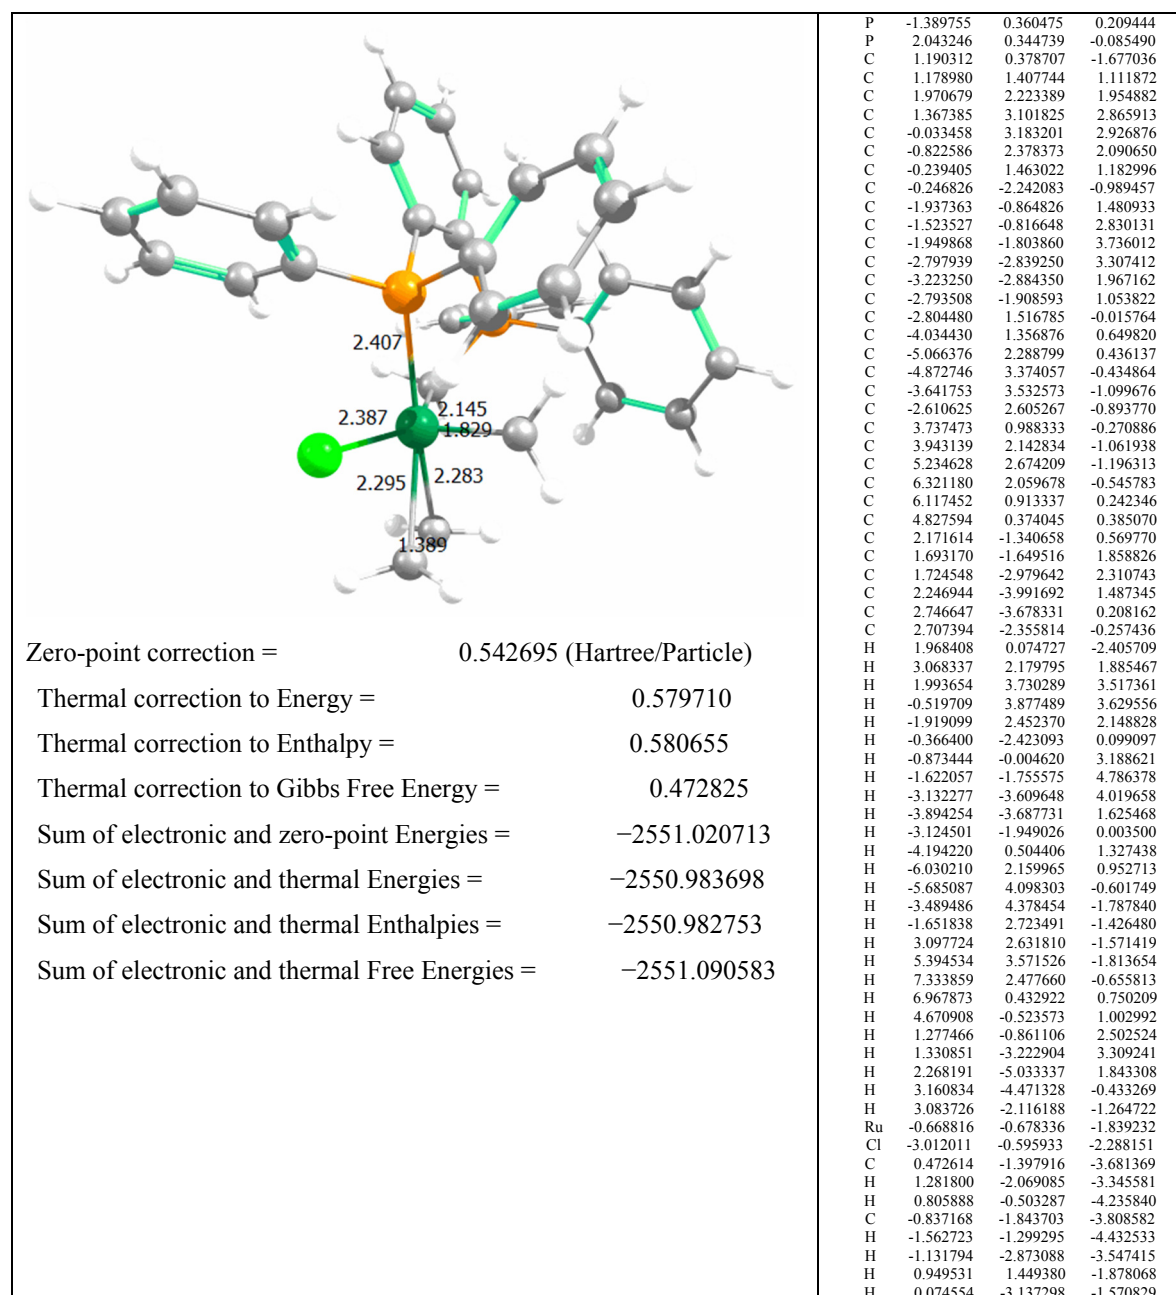 2.407
2.387
2.145
1.829
2.295
2.283
1.389
Zero-point correction = 0.542695 (Hartree/Particle)
Thermal correction to Energy = 0.579710
Thermal correction to Enthalpy = 0.580655
Thermal correction to Gibbs Free Energy = 0.472825
Sum of electronic and zero-point Energies = −2551.020713
Sum of electronic and thermal Energies = −2550.983698
Sum of electronic and thermal Enthalpies = −2550.982753
Sum of electronic and thermal Free Energies = −2551.090583
P -1.389755 0.360475 0.209444
P 2.043246 0.344739 -0.085490
C 1.190312 0.378707 -1.677036
C 1.178980 1.407744 1.111872
C 1.970679 2.223389 1.954882
C 1.367385 3.101825 2.865913
C -0.033458 3.183201 2.926876
C -0.822586 2.378373 2.090650
C -0.239405 1.463022 1.182996
C -0.246826 -2.242083 -0.989457
C -1.937363 -0.864826 1.480933
C -1.523527 -0.816648 2.830131
C -1.949868 -1.803860 3.736012
C -2.797939 -2.839250 3.307412
C -3.223250 -2.884350 1.967162
C -2.793508 -1.908593 1.053822
C -2.804480 1.516785 -0.015764
C -4.034430 1.356876 0.649820
C -5.066376 2.288799 0.436137
C -4.872746 3.374057 -0.434864
C -3.641753 3.532573 -1.099676
C -2.610625 2.605267 -0.893770
C 3.737473 0.988333 -0.270886
C 3.943139 2.142834 -1.061938
C 5.234628 2.674209 -1.196313
C 6.321180 2.059678 -0.545783
C 6.117452 0.913337 0.242346
C 4.827594 0.374045 0.385070
C 2.171614 -1.340658 0.569770
C 1.693170 -1.649516 1.858826
C 1.724548 -2.979642 2.310743
C 2.246944 -3.991692 1.487345
C 2.746647 -3.678331 0.208162
C 2.707394 -2.355814 -0.257436
H 1.968408 0.074727 -2.405709
H 3.068337 2.179795 1.885467
H 1.993654 3.730289 3.517361
H -0.519709 3.877489 3.629556
H -1.919099 2.452370 2.148828
H -0.366400 -2.423093 0.099097
H -0.873444 -0.004620 3.188621
H -1.622057 -1.755575 4.786378
H -3.132277 -3.609648 4.019658
H -3.894254 -3.687731 1.625468
H -3.124501 -1.949026 0.003500
H -4.194220 0.504406 1.327438
H -6.030210 2.159965 0.952713
H -5.685087 4.098303 -0.601749
H -3.489486 4.378454 -1.787840
H -1.651838 2.723491 -1.426480
H 3.097724 2.631810 -1.571419
H 5.394534 3.571526 -1.813654
H 7.333859 2.477660 -0.655813
H 6.967873 0.432922 0.750209
H 4.670908 -0.523573 1.002992
H 1.277466 -0.861106 2.502524
H 1.330851 -3.222904 3.309241
H 2.268191 -5.033337 1.843308
H 3.160834 -4.471328 -0.433269
H 3.083726 -2.116188 -1.264722
Ru -0.668816 -0.678336 -1.839232
Cl -3.012011 -0.595933 -2.288151
C 0.472614 -1.397916 -3.681369
H 1.281800 -2.069085 -3.345581
H 0.805888 -0.503287 -4.235840
C -0.837168 -1.843703 -3.808582
H -1.562723 -1.299295 -4.432533
H -1.131794 -2.873088 -3.547415
H 0.949531 1.449380 -1.878068
H 0.074554 -3.137298 -1.570829